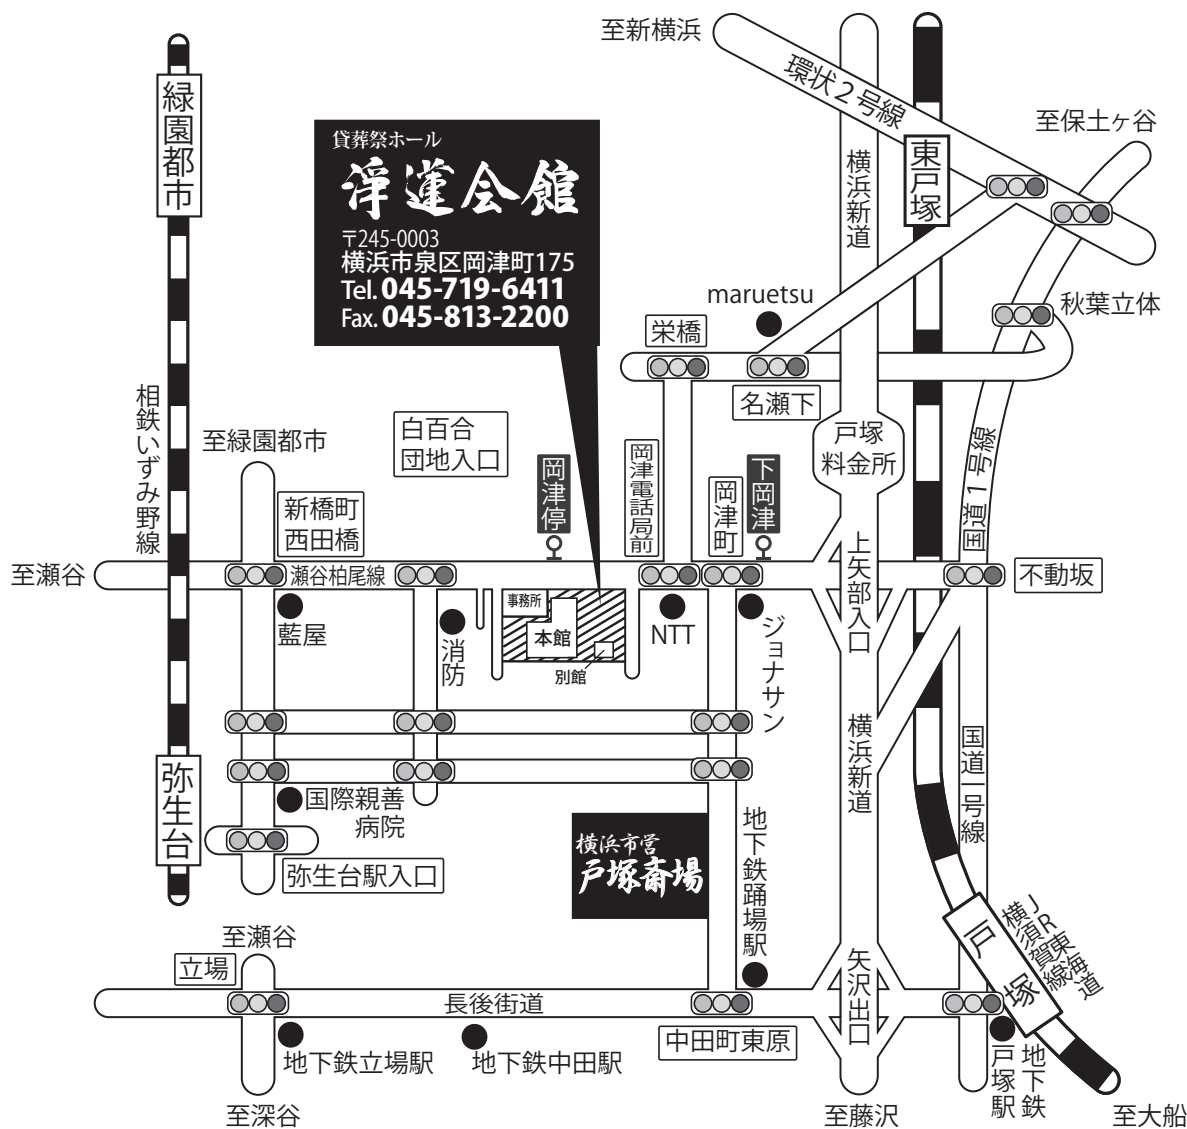 至新横浜
環状2号線
至保土ヶ谷
緑園都市
貸葬祭ホール
浄蓮会館
〒245-0003
横浜市泉区岡津町175
Tel. 045-719-6411
Fax. 045-813-2200
横浜新道
東戸塚
maruetsu
秋葉立体
栄橋
名瀬下
相鉄いずみ野線
至緑園都市
白百合
団地入口
岡津停
岡津電話局前
岡津町
下岡津
戸塚
料金所
国道1号線
新橋町
西田橋
至瀬谷
瀬谷柏尾線
上矢部入口
不動坂
藍屋
消防
事務所
本館
別館
NTT
ジョナサン
横浜新道
国道一号線
弥生台
国際親善
病院
弥生台駅入口
横浜市営
戸塚斎場
地下鉄踊場駅
戸塚
JR東海道
横須賀線
至瀬谷
立場
長後街道
矢沢出口
中田町東原
地下鉄立場駅
地下鉄中田駅
地下鉄
戸塚駅
至深谷
至藤沢
至大船